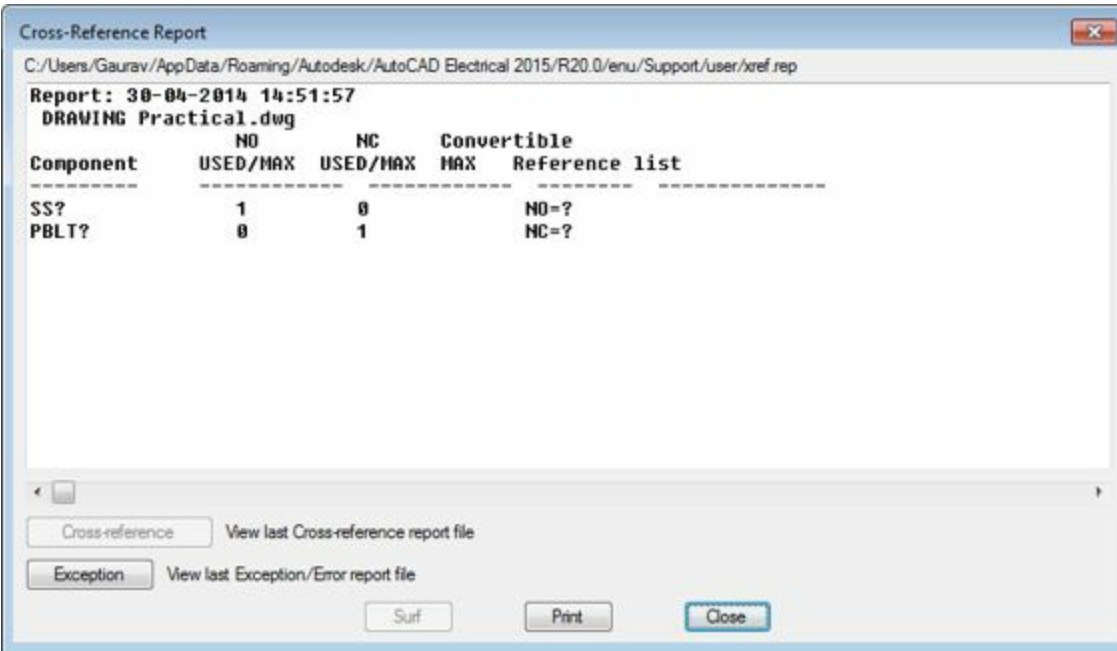 Cross-Reference Report
C:/Users/Gaurav/AppData/Roaming/Autodesk/AutoCAD Electrical 2015/R20.0/enu/Support/user/xref.rep
Report: 30-04-2014 14:51:57
DRAWING Practical.dwg
NO NC Convertible
Component USED/MAX USED/MAX MAX Reference list
--------- ------------ ------------ -------- --------------
SS? 1 0 NO=?
PBLT? 0 1 NC=?
Cross-reference View last Cross-reference report file
Exception View last Exception/Error report file
Surf Print Close